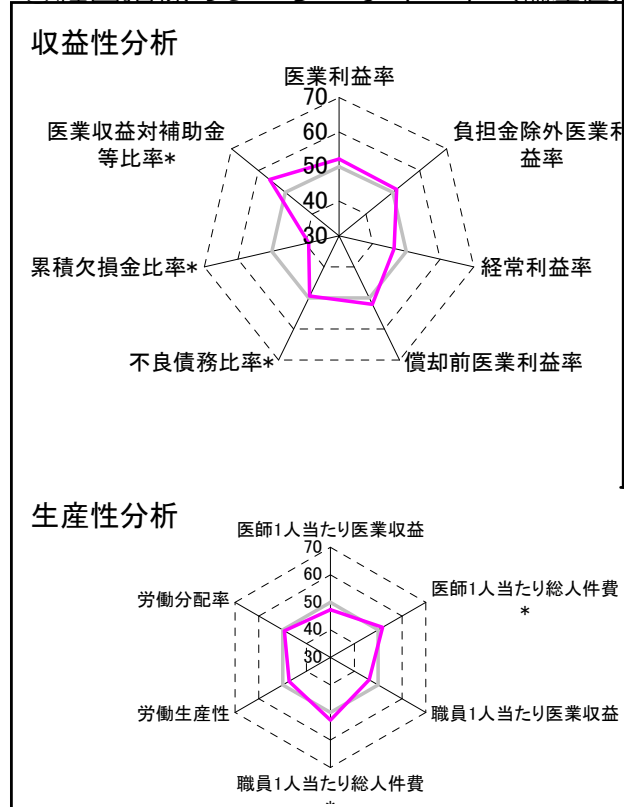 収益性分析
医業利益率
70
60
50
40
30
負担金除外医業利
益率
経常利益率
償却前医業利益率
不良債務比率*
累積欠損金比率*
医業収益対補助金
等比率*
生産性分析
医師1人当たり医業収益
70
60
50
40
30
医師1人当たり総人件費
*
職員1人当たり医業収益
職員1人当たり総人件費
*
労働生産性
労働分配率